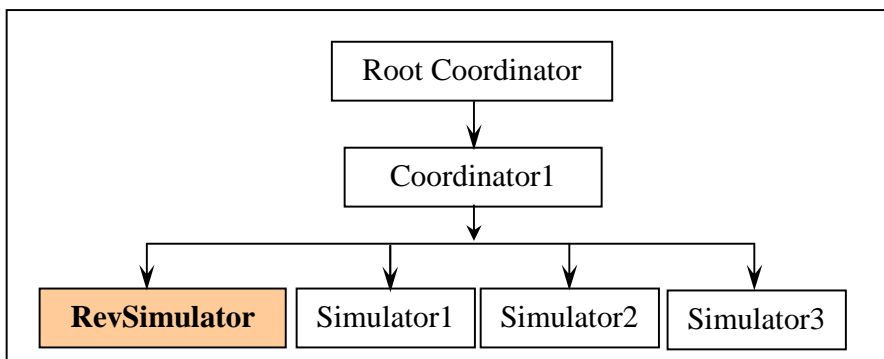 Root Coordinator
Coordinator1
RevSimulator
Simulator1
Simulator2
Simulator3